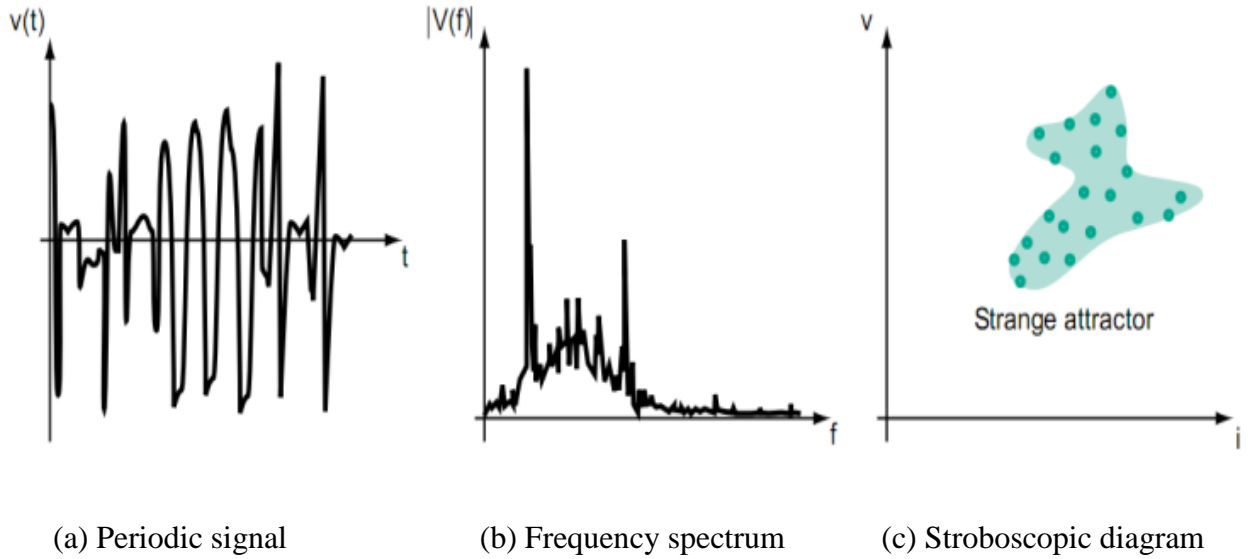 v(t)
|V(f)|
v
t
f
i
Strange attractor
(a) Periodic signal
(b) Frequency spectrum
(c) Stroboscopic diagram